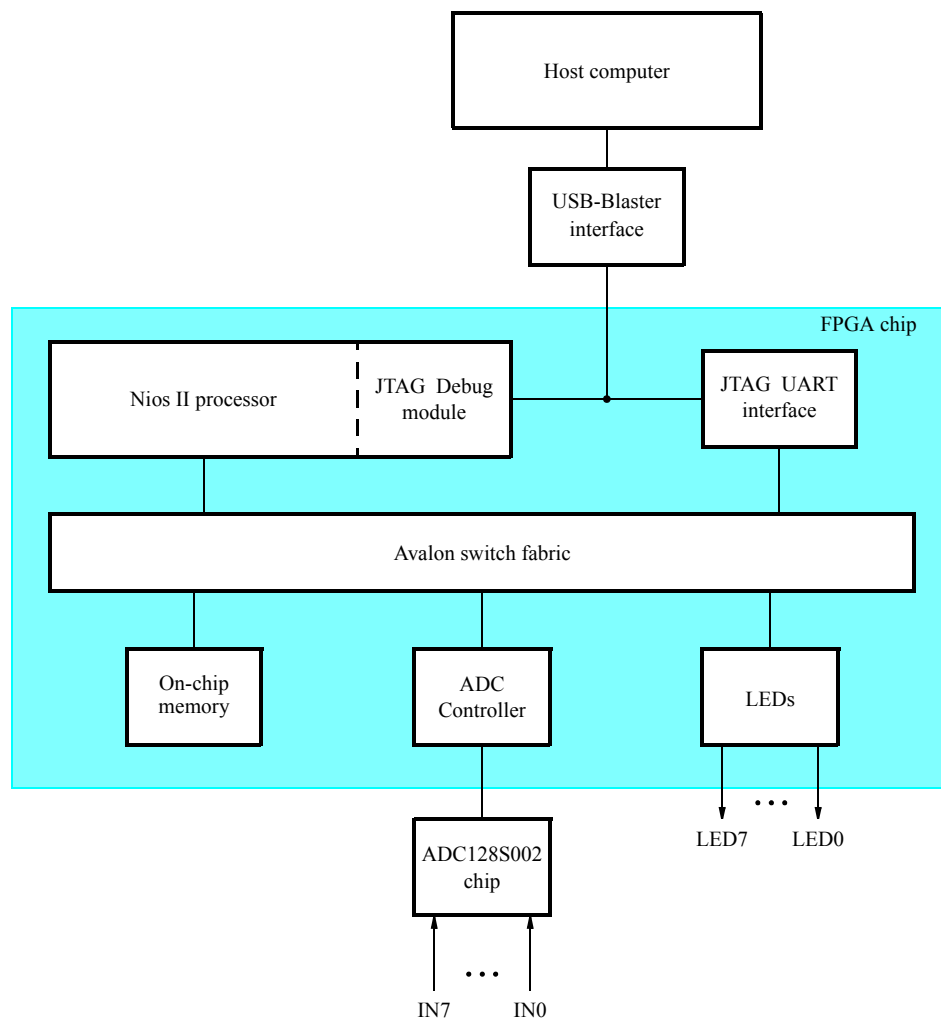 Host computer
USB-Blaster
interface
FPGA chip
Nios II processor
JTAG Debug
module
JTAG UART
interface
Avalon switch fabric
On-chip
memory
ADC
Controller
LEDs
LED7
LED0
ADC128S002
chip
IN7
IN0